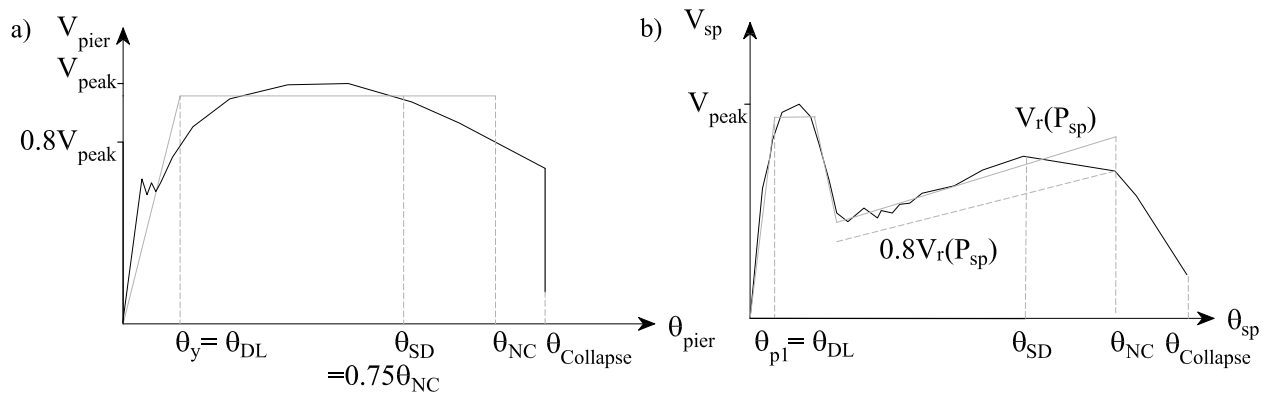 a)
V_pier
V_peak
0.8V_peak
θ_y= θ_DL
θ_SD
=0.75θ_NC
θ_NC
θ_Collapse
θ_pier
b)
V_sp
V_peak
V_r(P_sp)
0.8V_r(P_sp)
θ_p1= θ_DL
θ_SD
θ_NC
θ_Collapse
θ_sp